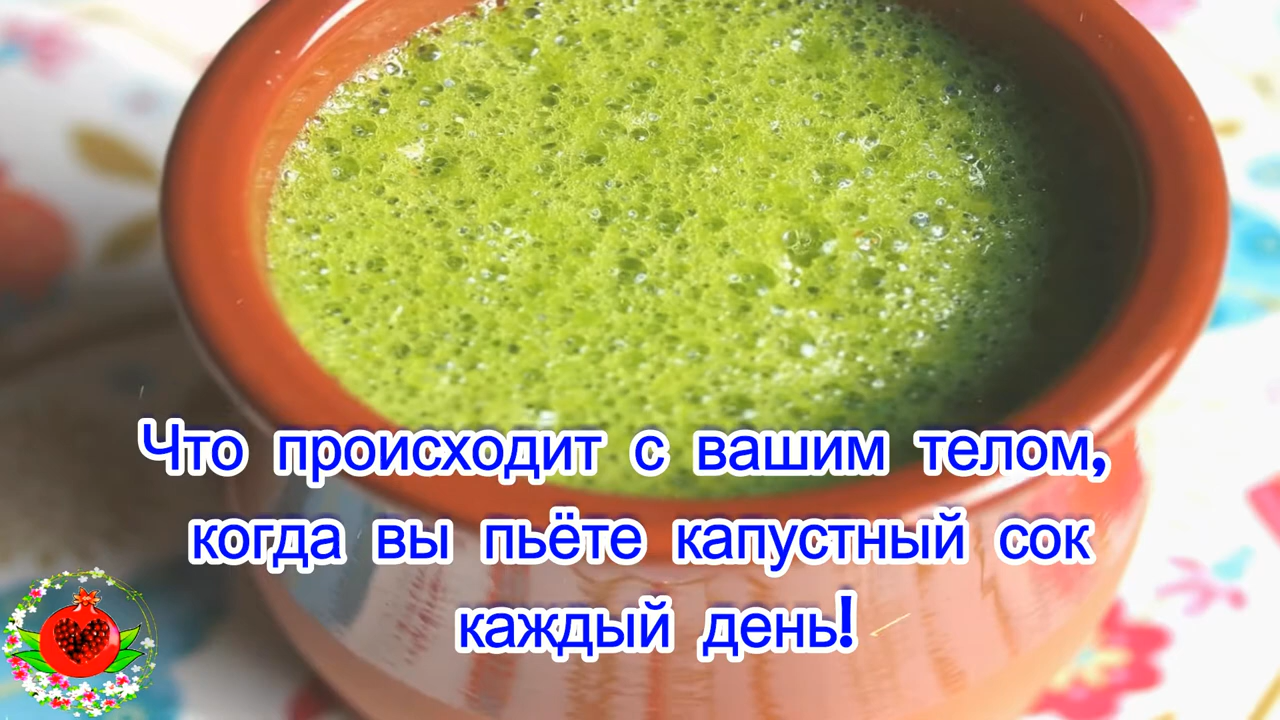 Что происходит с вашим телом,
когда вы пьёте капустный сок
каждый день!